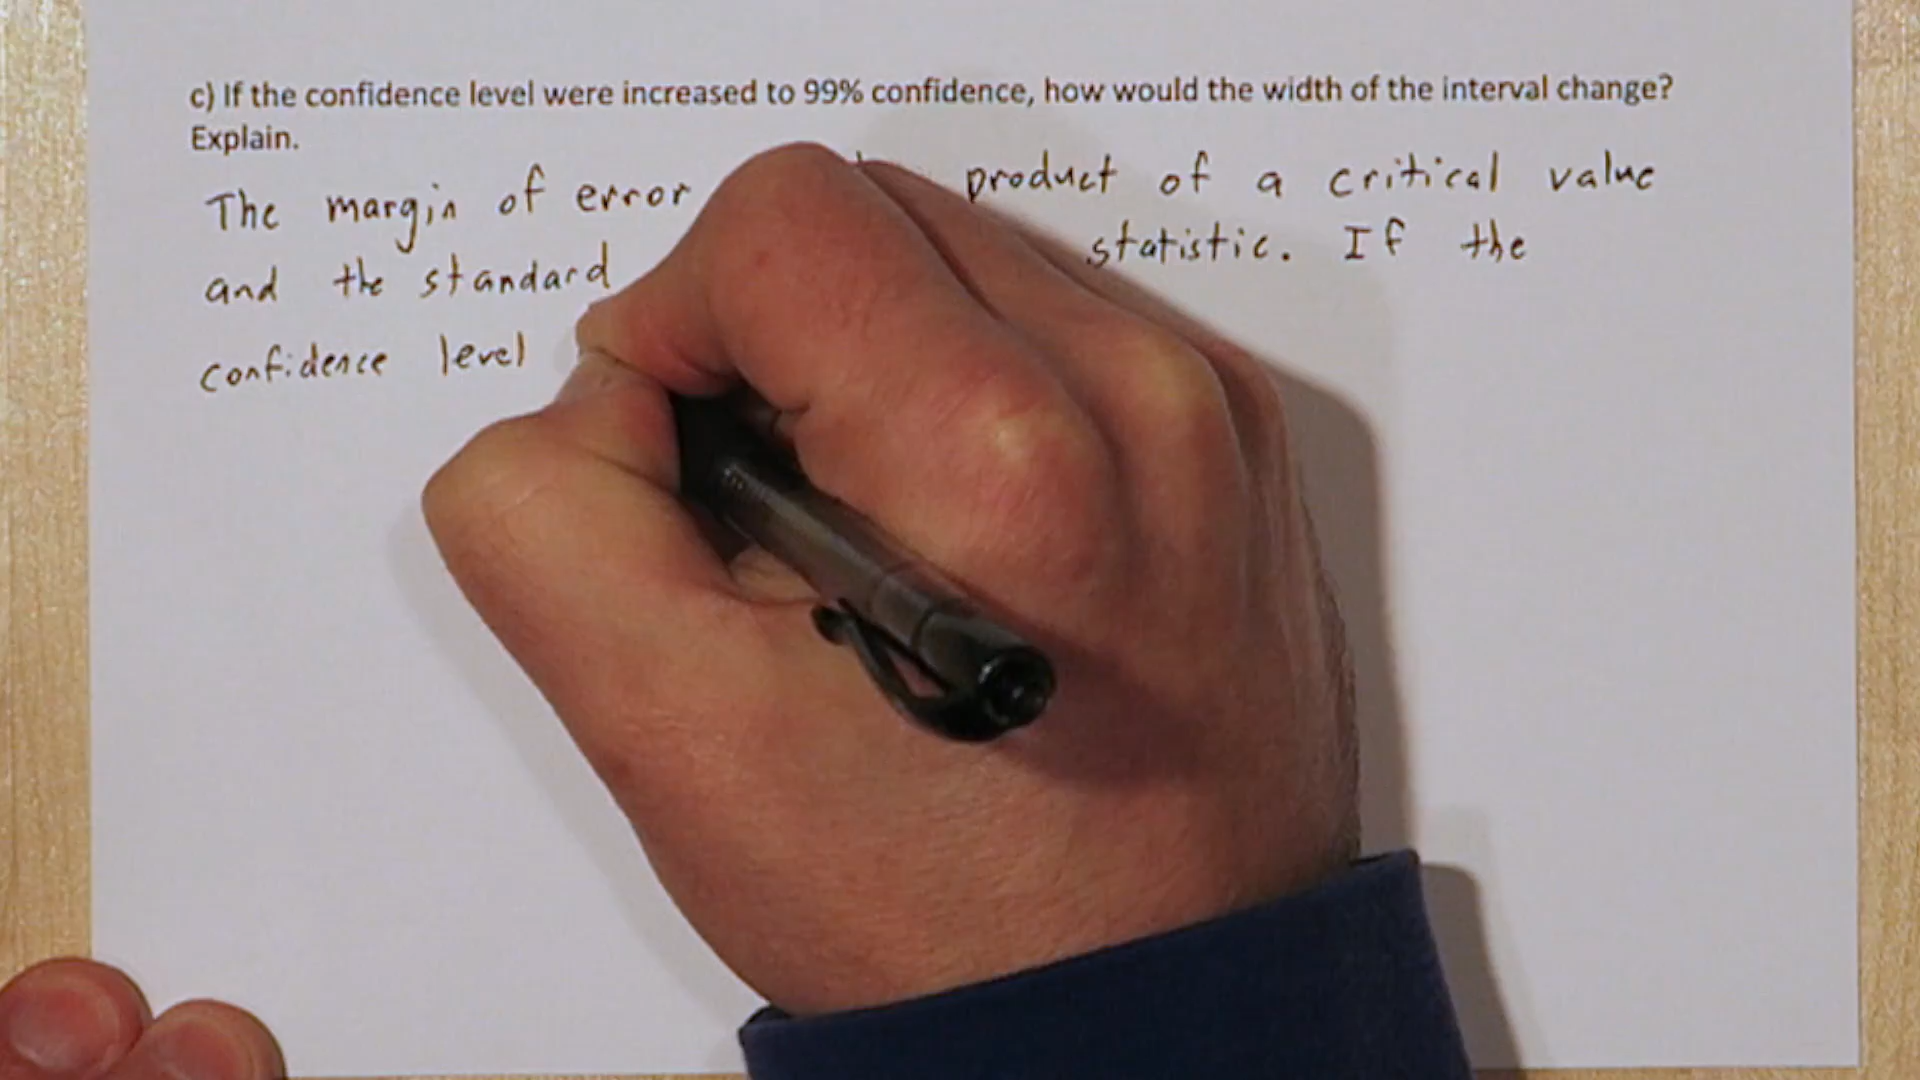 c) If the confidence level were increased to 99% confidence, how would the width of the interval change?
Explain.
The margin of error product of a critical value
and the standard statistic. If the
confidence level